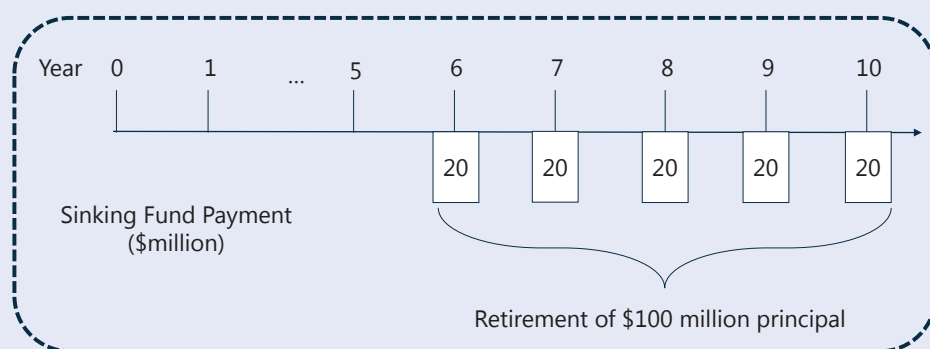 Year 0 1 ... 5 6 7 8 9 10
20 20 20 20 20
Sinking Fund Payment
($million)
Retirement of $100 million principal